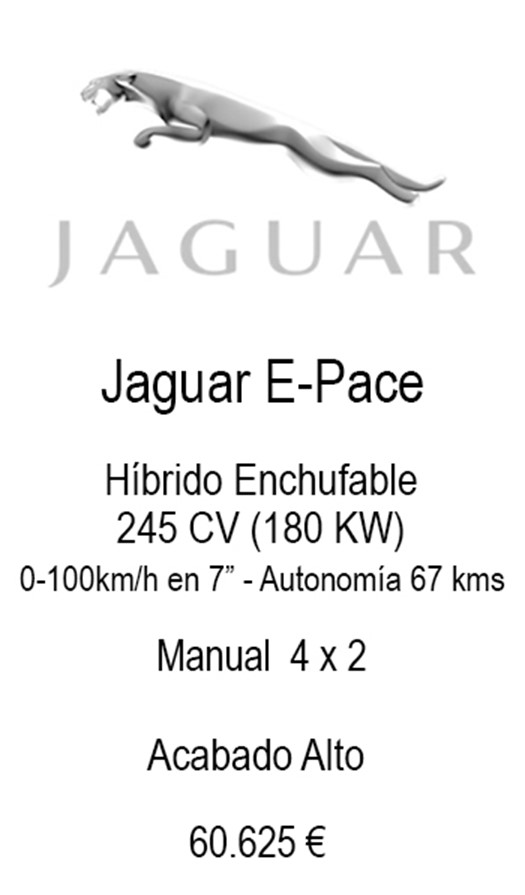 JAGUAR
Jaguar E-Pace
Híbrido Enchufable
245 CV (180 KW)
0-100km/h en 7” - Autonomía 67 kms
Manual 4 x 2
Acabado Alto
60.625 €